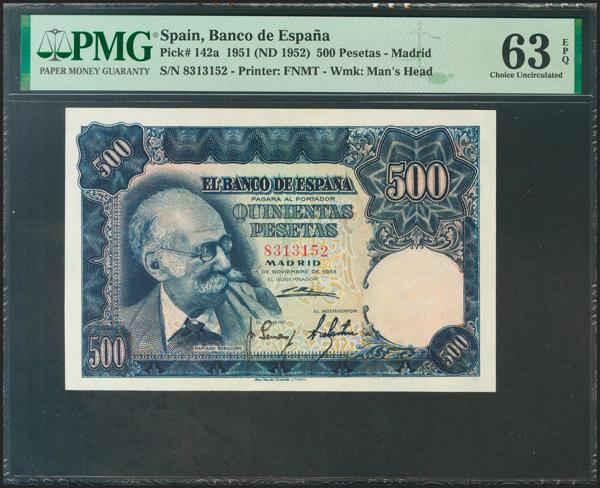 PMG
PAPER MONEY GUARANTY
Spain, Banco de España
Pick# 142a 1951 (ND 1952) 500 Pesetas - Madrid
S/N 8313152 - Printer: FNMT - Wmk: Man's Head
63 EPQ
Choice Uncirculated
500
EL BANCO DE ESPAÑA
500
PAGARÁ AL PORTADOR
QUINIENTAS
PESETAS
8313152
MADRID
15 DE NOVIEMBRE DE 1951
EL GOBERNADOR
EL INTERVENTOR
EL CAJERO
500
MARIANO BENLLIURE
500